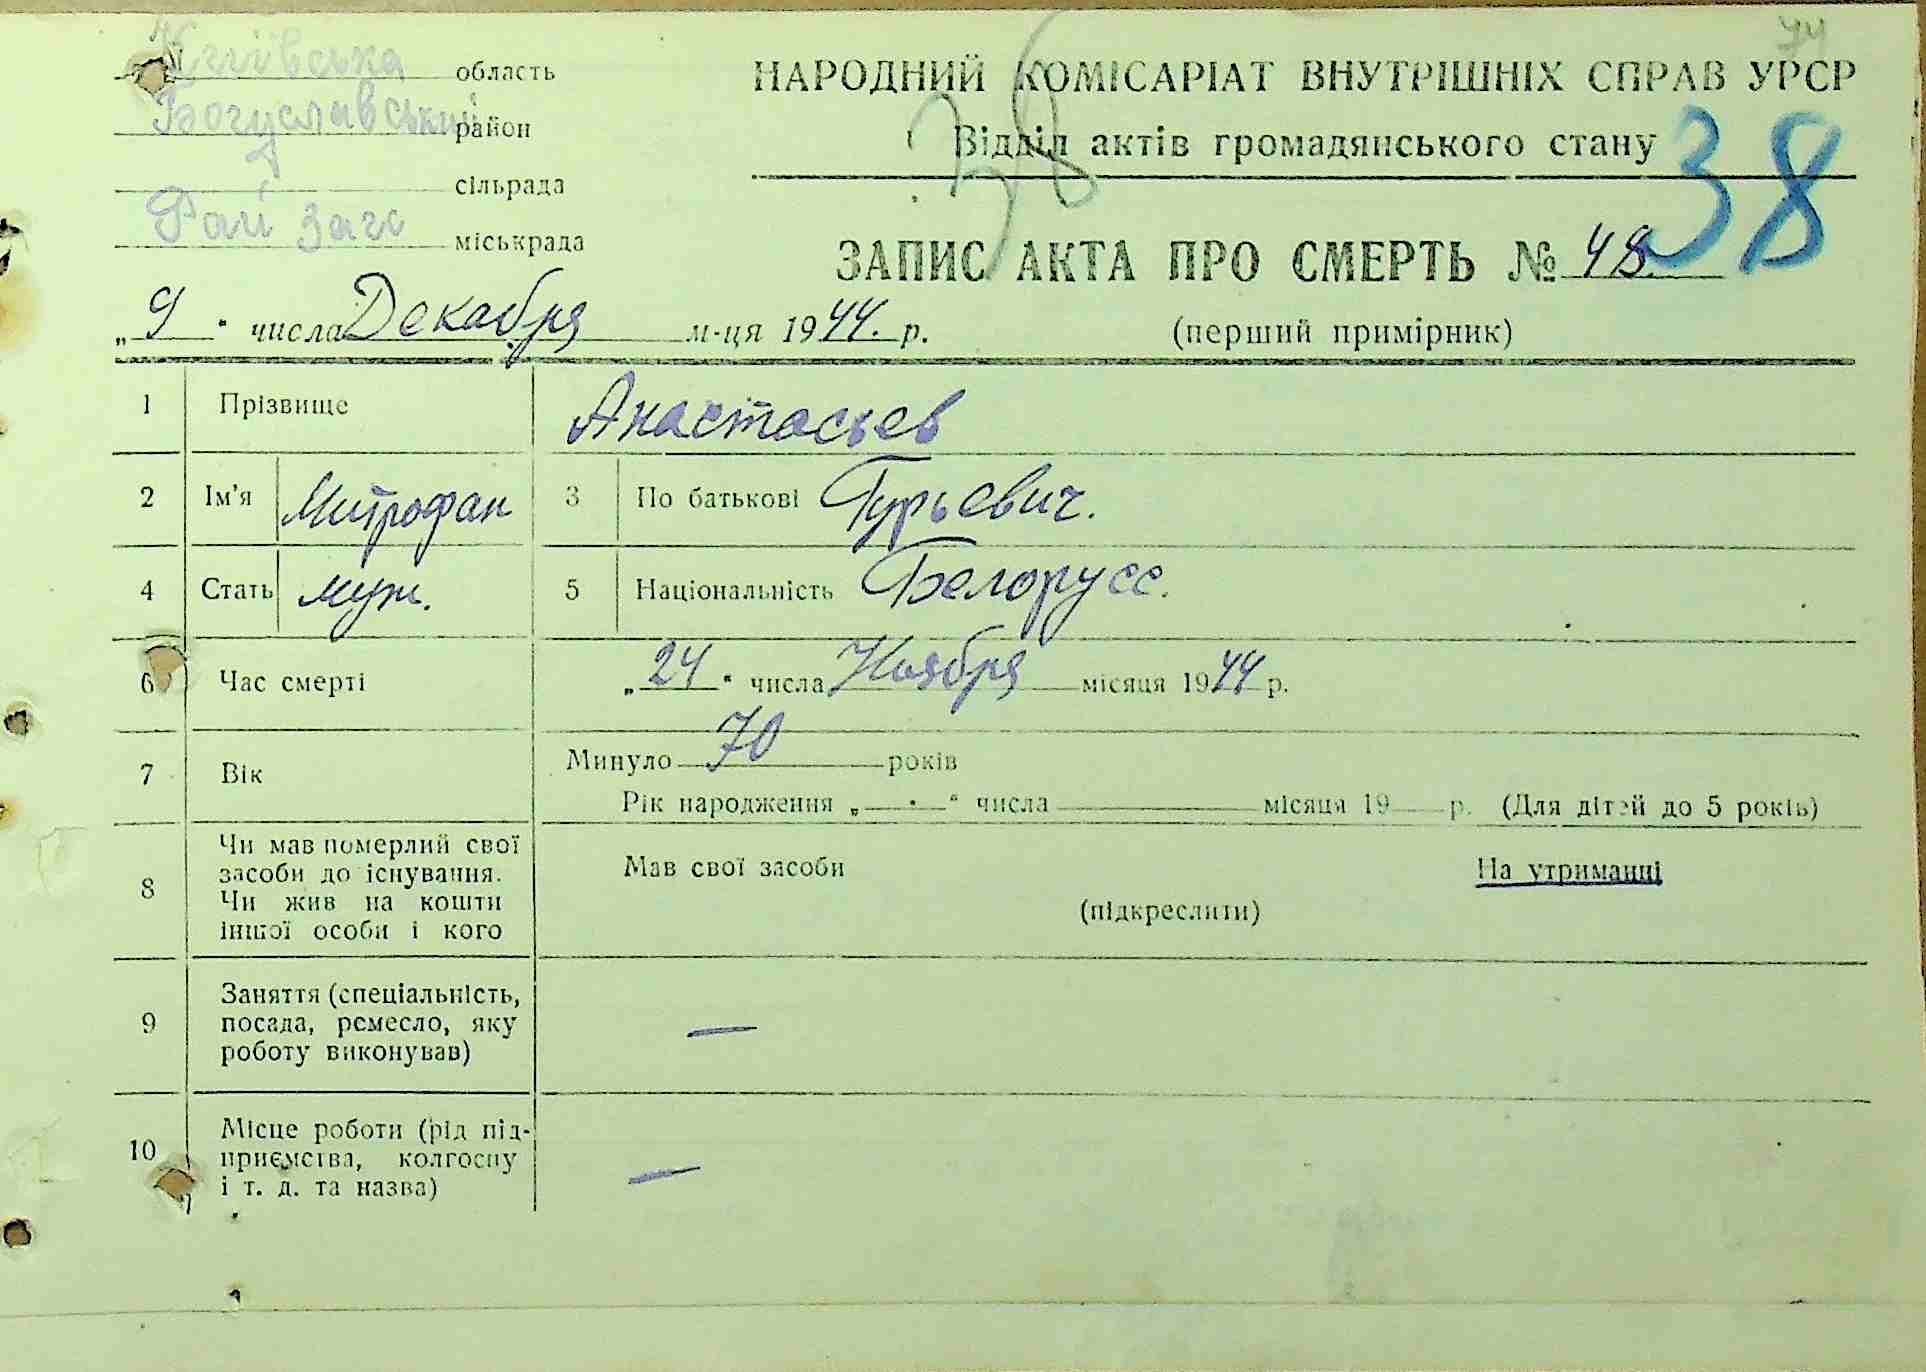 74
Київська область
Богуславський район
сільрада
Рай загс міськрада
НАРОДНИЙ КОМІСАРІАТ ВНУТРІШНІХ СПРАВ УРСР
Відділ актів громадянського стану
38
38
ЗАПИС АКТА ПРО СМЕРТЬ № 48.
„9“ числа Декабря м-ця 1944. р.
(перший примірник)
1 Прізвище Анастасьев
2 Ім'я Митрофан 3 По батькові Гурьевич.
4 Стать муж. 5 Національність Белорусс.
6 Час смерті „24“ числа Ноября місяця 1944 р.
7 Вік Минуло 70 років
Рік народження „ “ числа місяця 19 р. (Для дітей до 5 років)
8 Чи мав померлий свої
засоби до існування.
Чи жив на кошти
іншої особи і кого
Мав свої засоби На утриманні
(підкреслити)
9 Заняття (спеціальність,
посада, ремесло, яку
роботу виконував) —
10 Місце роботи (рід під-
приємства, колгоспу
і т. д. та назва) —